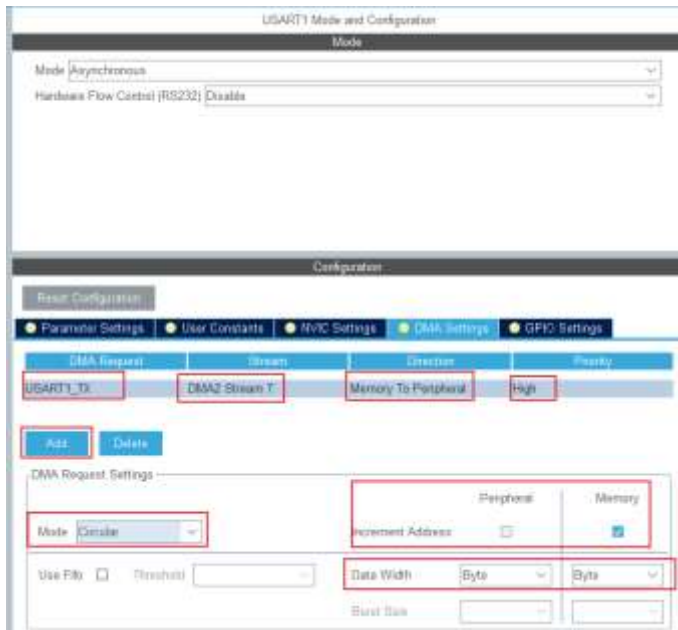 USART1 Mode and Configuration
Mode
Mode Asynchronous
Hardware Flow Control (RS232) Disable
Configuration
Reset Configuration
Parameter Settings User Constants NVIC Settings DMA Settings GPIO Settings
DMA Request Stream Direction Priority
USART1_TX DMA2 Stream 7 Memory To Peripheral High
Add Delete
DMA Request Settings
Peripheral Memory
Mode Circular Increment Address
Use Fifo Threshold Data Width Byte Byte
Burst Size